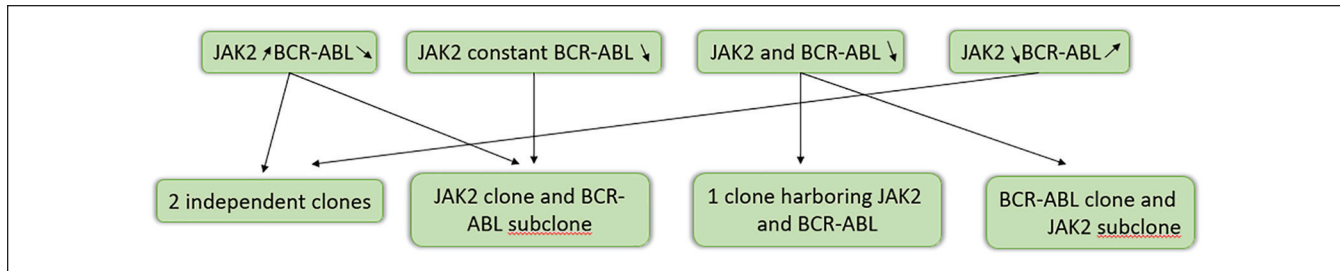 JAK2 ↗BCR-ABL ↘
JAK2 constant BCR-ABL ↘
JAK2 and BCR-ABL ↘
JAK2 ↘BCR-ABL ↗
2 independent clones
JAK2 clone and BCR-
ABL subclone
1 clone harboring JAK2
and BCR-ABL
BCR-ABL clone and
JAK2 subclone